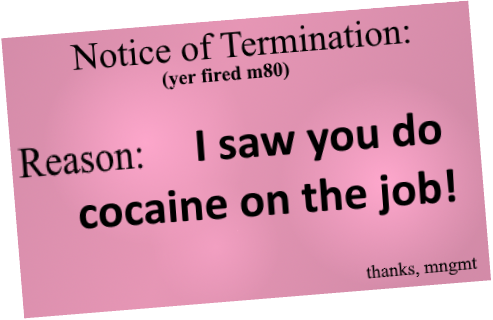 Notice of Termination:
(yer fired m80)
Reason: I saw you do
cocaine on the job!
thanks, mngmt